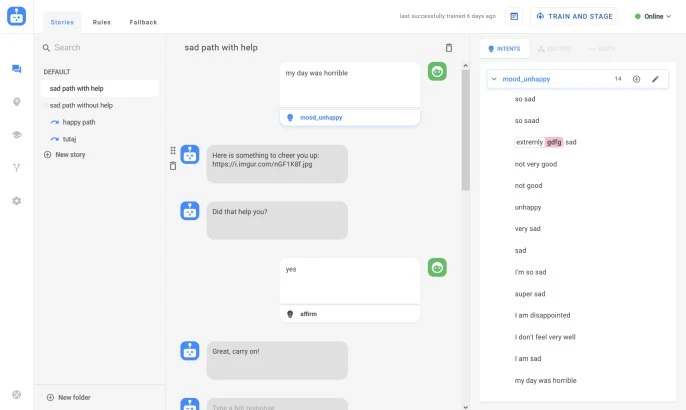 Stories Rules Fallback
last successfully trained 6 days ago
TRAIN AND STAGE
Online
Search
DEFAULT
sad path with help
sad path without help
happy path
tutaj
New story
New folder
sad path with help
my day was horrible
mood_unhappy
Here is something to cheer you up:
https://i.imgur.com/nGF1K8f.jpg
Did that help you?
yes
affirm
Great, carry on!
Type a bot response
INTENTS
mood_unhappy 14
so sad
so saad
extremly gdfg sad
not very good
not good
unhappy
very sad
sad
I'm so sad
super sad
I am disappointed
I don't feel very well
I am sad
my day was horrible